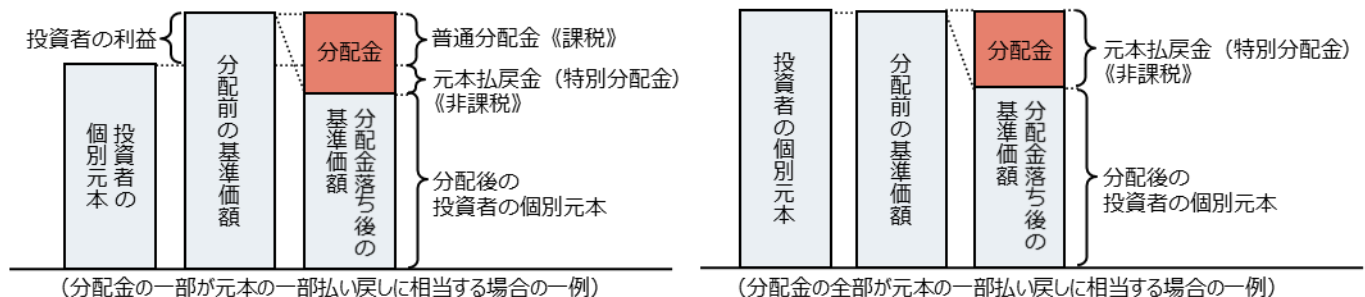 投資者の利益
投資者の
個別元本
分配前の基準価額
分配金
分配金落ち後の
基準価額
普通分配金《課税》
元本払戻金（特別分配金）
《非課税》
分配後の
投資者の個別元本
（分配金の一部が元本の一部払い戻しに相当する場合の一例）
投資者の個別元本
分配前の基準価額
分配金
分配金落ち後の
基準価額
元本払戻金（特別分配金）
《非課税》
分配後の
投資者の個別元本
（分配金の全部が元本の一部払い戻しに相当する場合の一例）